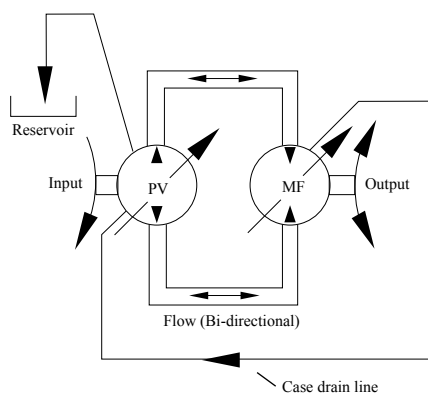 Reservoir
Input
PV
MF
Output
Flow (Bi-directional)
Case drain line